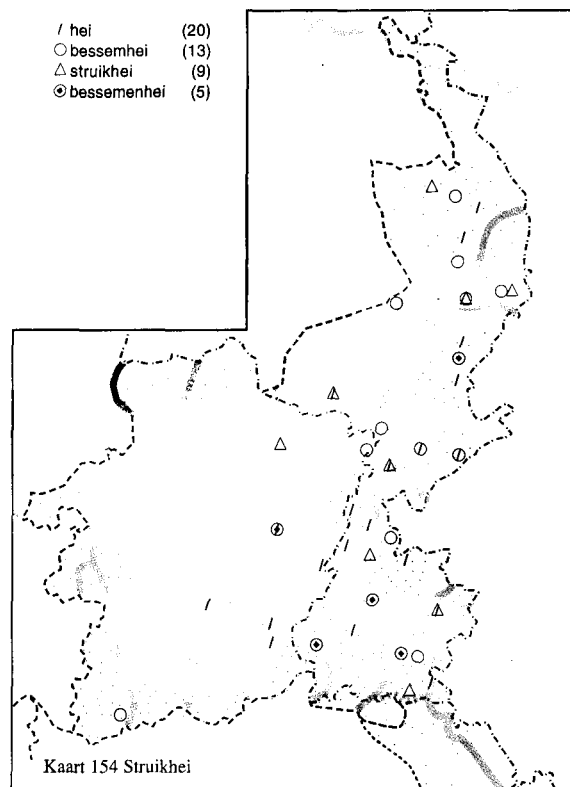 / hei (20)
○ bessemhei (13)
△ struikhei (9)
◉ bessemenhei (5)
Kaart 154 Struikhei